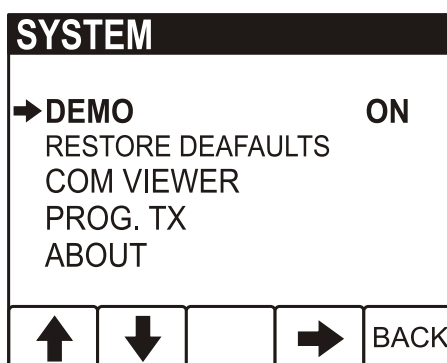 SYSTEM
DEMO ON
RESTORE DEAFAULTS
COM VIEWER
PROG. TX
ABOUT
BACK